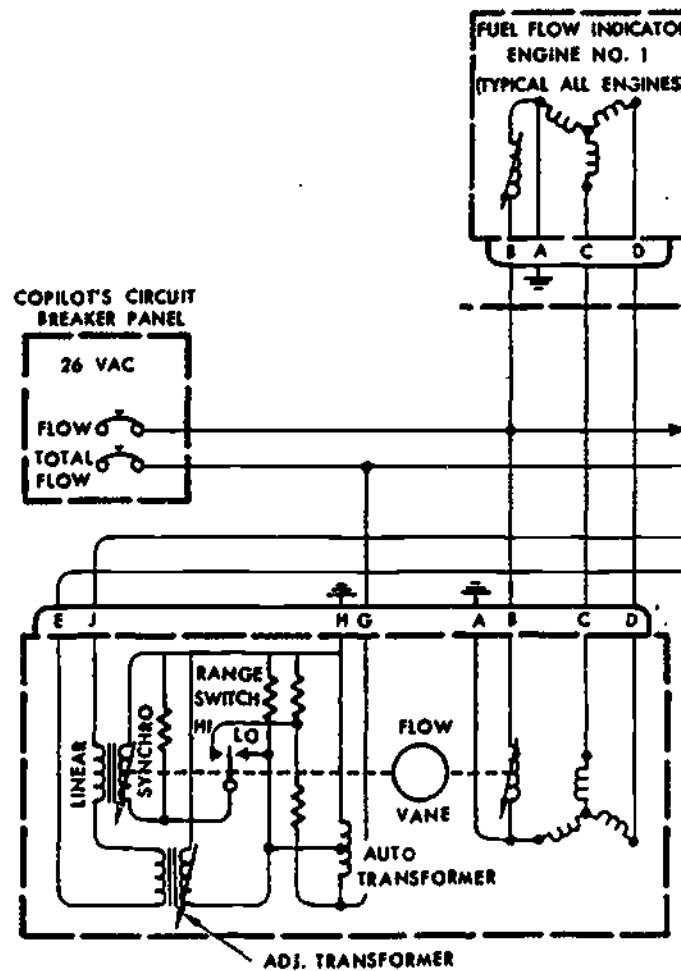 FUEL FLOW INDICATOR
ENGINE NO. 1
(TYPICAL ALL ENGINES
B A C D
COPILOT'S CIRCUIT
BREAKER PANEL
26 VAC
FLOW
TOTAL
FLOW
E J H G A B C D
RANGE
SWITCH
HI
LO
LINEAR
SYNCHRO
FLOW
VANE
AUTO
TRANSFORMER
ADJ. TRANSFORMER